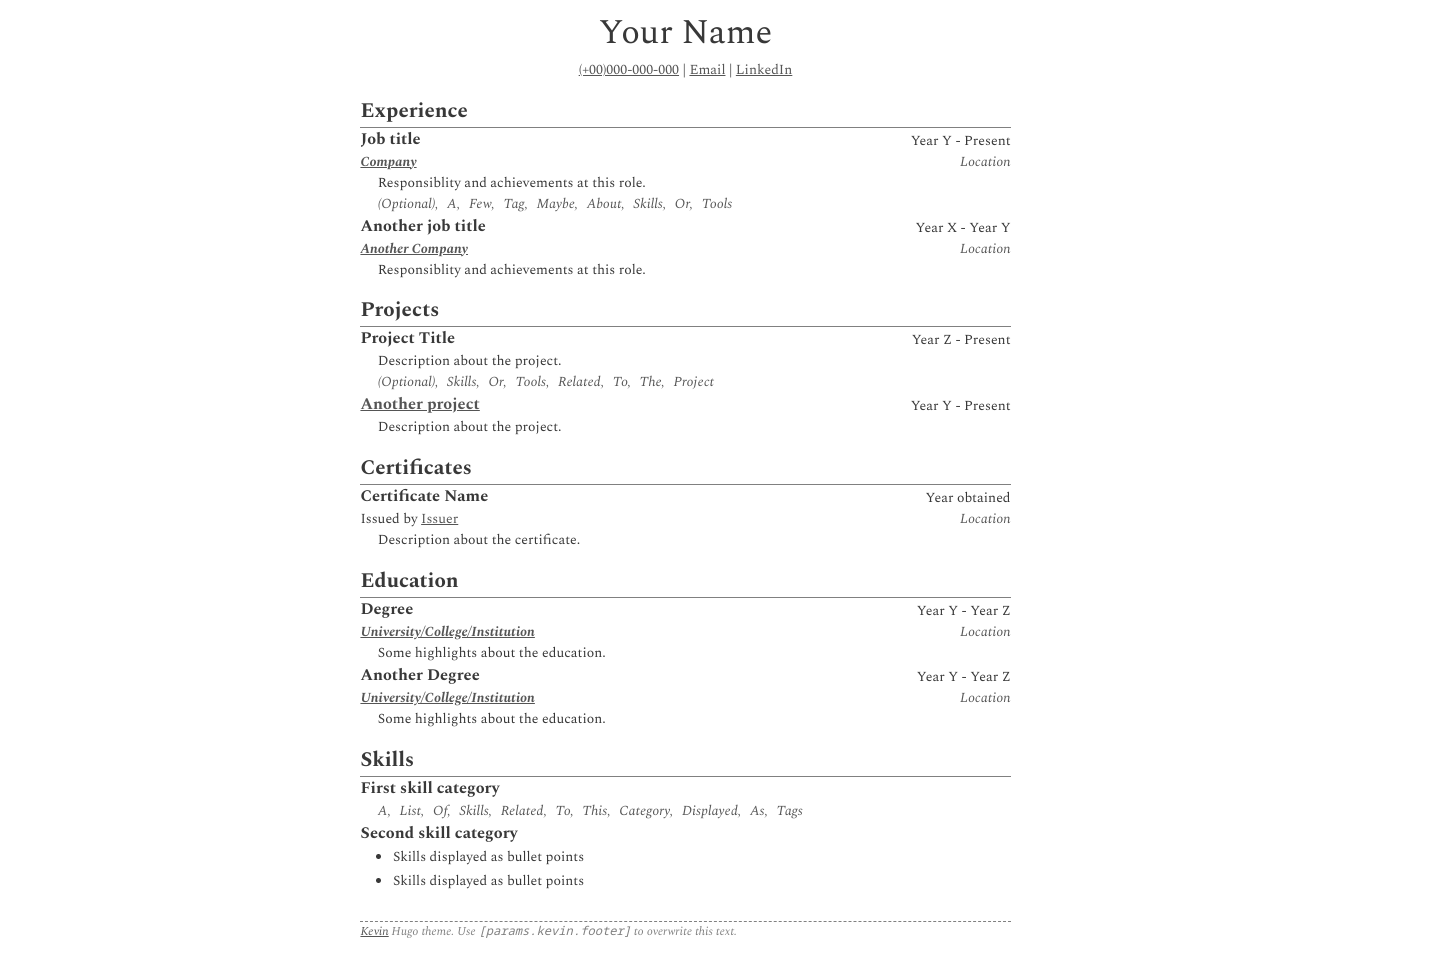 Your Name
(+00)000-000-000 | Email | LinkedIn
Experience
Job title Year Y - Present
Company Location
Responsiblity and achievements at this role.
(Optional), A, Few, Tag, Maybe, About, Skills, Or, Tools
Another job title Year X - Year Y
Another Company Location
Responsiblity and achievements at this role.
Projects
Project Title Year Z - Present
Description about the project.
(Optional), Skills, Or, Tools, Related, To, The, Project
Another project Year Y - Present
Description about the project.
Certificates
Certificate Name Year obtained
Issued by Issuer Location
Description about the certificate.
Education
Degree Year Y - Year Z
University/College/Institution Location
Some highlights about the education.
Another Degree Year Y - Year Z
University/College/Institution Location
Some highlights about the education.
Skills
First skill category
A, List, Of, Skills, Related, To, This, Category, Displayed, As, Tags
Second skill category
• Skills displayed as bullet points
• Skills displayed as bullet points
Kevin Hugo theme. Use [params.kevin.footer] to overwrite this text.